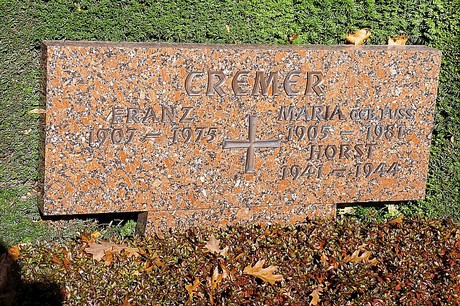 CREMER
FRANZ
1907 – 1975
MARIA GEB.
1905 – 1981
HORST
1941 – 1944